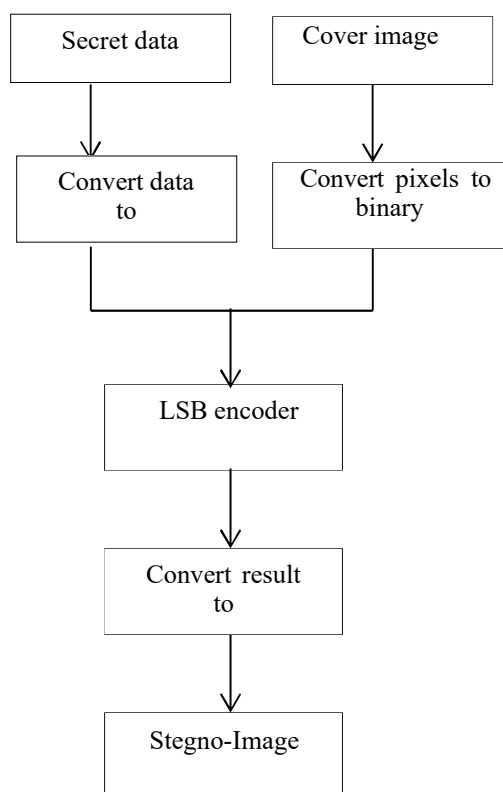 Secret data
Cover image
Convert data
to
Convert pixels to
binary
LSB encoder
Convert result
to
Stegno-Image